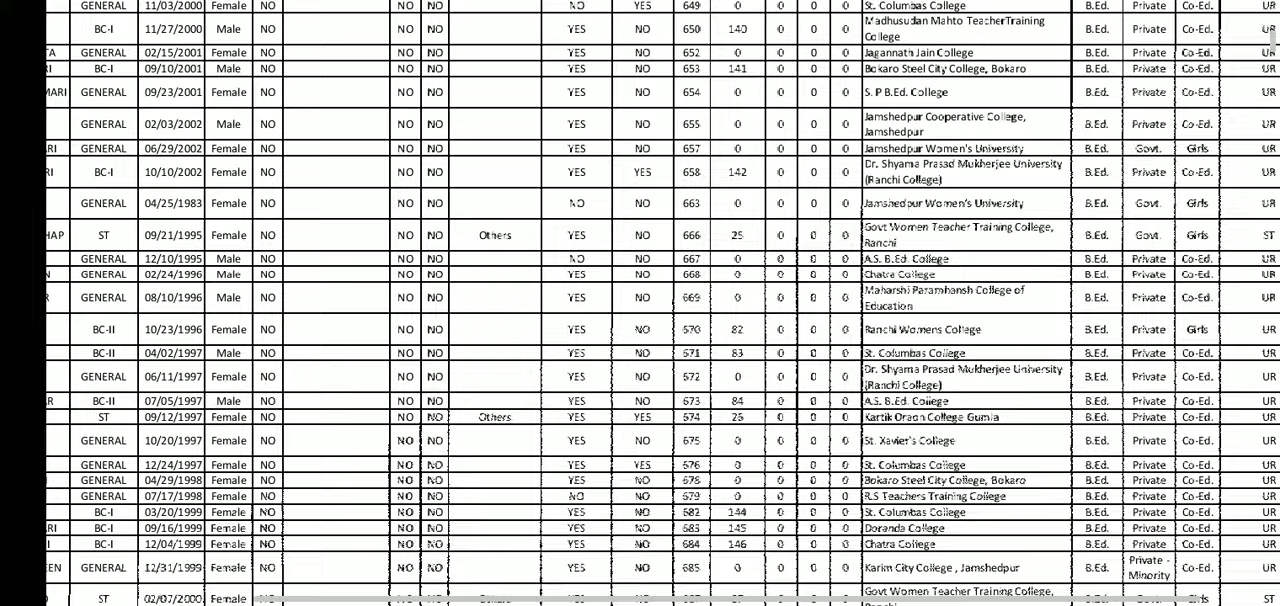 GENERAL 11/03/2000 Female NO NO NO NO YES 649 0 0 0 0 St. Columbas College B.Ed. Private Co-Ed. UR
BC-I 11/27/2000 Male NO NO NO YES NO 650 140 0 0 0 Madhusudan Mahto TeacherTraining College B.Ed. Private Co-Ed. UR
TA GENERAL 02/15/2001 Female NO NO NO YES NO 652 0 0 0 0 Jagannath Jain College B.Ed. Private Co-Ed. UR
RI BC-I 09/10/2001 Male NO NO NO YES NO 653 141 0 0 0 Bokaro Steel City College, Bokaro B.Ed. Private Co-Ed. UR
MARI GENERAL 09/23/2001 Female NO NO NO YES NO 654 0 0 0 0 S. P B.Ed. College B.Ed. Private Co-Ed. UR
GENERAL 02/03/2002 Male NO NO NO YES NO 655 0 0 0 0 Jamshedpur Cooperative College, Jamshedpur B.Ed. Private Co-Ed. UR
RI GENERAL 06/29/2002 Female NO NO NO YES NO 657 0 0 0 0 Jamshedpur Women's University B.Ed. Govt. Girls UR
RI BC-I 10/10/2002 Female NO NO NO YES YES 658 142 0 0 0 Dr. Shyama Prasad Mukherjee University (Ranchi College) B.Ed. Private Co-Ed. UR
GENERAL 04/25/1983 Female NO NO NO NO NO 663 0 0 0 0 Jamshedpur Women's University B.Ed. Govt. Girls UR
HAP ST 09/21/1995 Female NO NO NO Others YES NO 666 25 0 0 0 Govt Women Teacher Training College, Ranchi B.Ed. Govt. Girls ST
GENERAL 12/10/1995 Male NO NO NO NO NO 667 0 0 0 0 A.S. B.Ed. College B.Ed. Private Co-Ed. UR
N GENERAL 02/24/1996 Male NO NO NO YES NO 668 0 0 0 0 Chatra College B.Ed. Private Co-Ed. UR
R GENERAL 08/10/1996 Male NO NO NO YES NO 669 0 0 0 0 Maharshi Paramhansh College of Education B.Ed. Private Co-Ed. UR
BC-II 10/23/1996 Female NO NO NO YES NO 670 82 0 0 0 Ranchi Womens College B.Ed. Private Girls UR
BC-II 04/02/1997 Male NO NO NO YES NO 671 83 0 0 0 St. Columbas College B.Ed. Private Co-Ed. UR
GENERAL 06/11/1997 Female NO NO NO YES NO 672 0 0 0 0 Dr. Shyama Prasad Mukherjee University (Ranchi College) B.Ed. Private Co-Ed. UR
R BC-II 07/05/1997 Male NO NO NO YES NO 673 84 0 0 0 A.S. B.Ed. College B.Ed. Private Co-Ed. UR
ST 09/12/1997 Female NO NO NO Others YES YES 674 26 0 0 0 Kartik Oraon College Gumla B.Ed. Private Co-Ed. UR
GENERAL 10/20/1997 Female NO NO NO YES NO 675 0 0 0 0 St. Xavier's College B.Ed. Private Co-Ed. UR
GENERAL 12/24/1997 Female NO NO NO YES YES 676 0 0 0 0 St. Columbas College B.Ed. Private Co-Ed. UR
GENERAL 04/29/1998 Female NO NO NO YES NO 678 0 0 0 0 Bokaro Steel City College, Bokaro B.Ed. Private Co-Ed. UR
GENERAL 07/17/1998 Female NO NO NO NO NO 679 0 0 0 0 R.S Teachers Training College B.Ed. Private Co-Ed. UR
BC-I 03/20/1999 Female NO NO NO YES NO 682 144 0 0 0 St. Columbas College B.Ed. Private Co-Ed. UR
RI BC-I 09/16/1999 Female NO NO NO YES NO 683 145 0 0 0 Doranda College B.Ed. Private Co-Ed. UR
I BC-I 12/04/1999 Female NO NO NO YES NO 684 146 0 0 0 Chatra College B.Ed. Private Co-Ed. UR
EEN GENERAL 12/31/1999 Female NO NO NO YES NO 685 0 0 0 0 Karim City College , Jamshedpur B.Ed. Private - Minority Co-Ed. UR
ST 02/07/2000 Female Govt Women Teacher Training College, B.Ed. ST